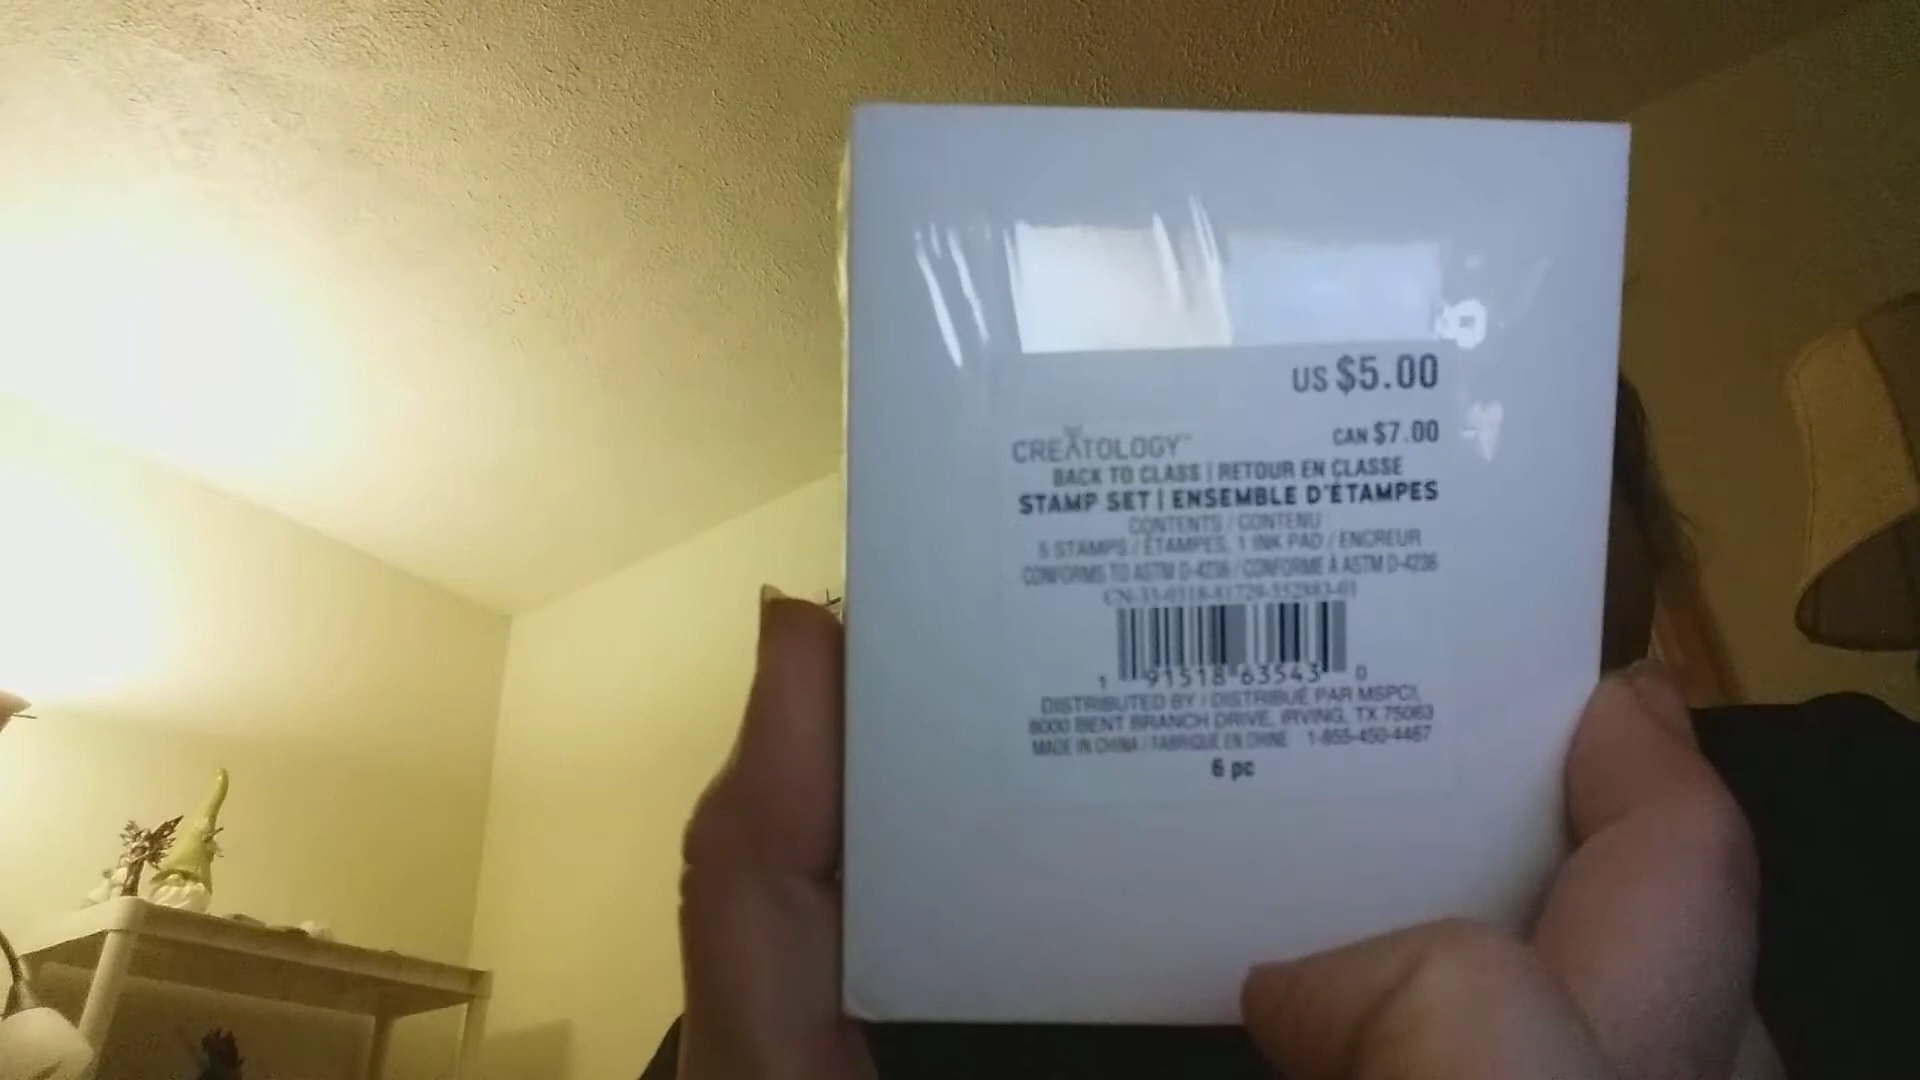 US $5.00
CAN $7.00
CREATOLOGY™
BACK TO CLASS | RETOUR EN CLASSE
STAMP SET | ENSEMBLE D'ÉTAMPES
CONTENTS / CONTENU
5 STAMPS / ÉTAMPES, 1 INK PAD / ENCREUR
CONFORMS TO ASTM D-4236 / CONFORME À ASTM D-4236
1 91518 63543 0
DISTRIBUTED BY / DISTRIBUÉ PAR MSPCI,
8000 BENT BRANCH DRIVE, IRVING, TX 75063
MADE IN CHINA / FABRIQUÉ EN CHINE 1-855-450-4467
6 pc